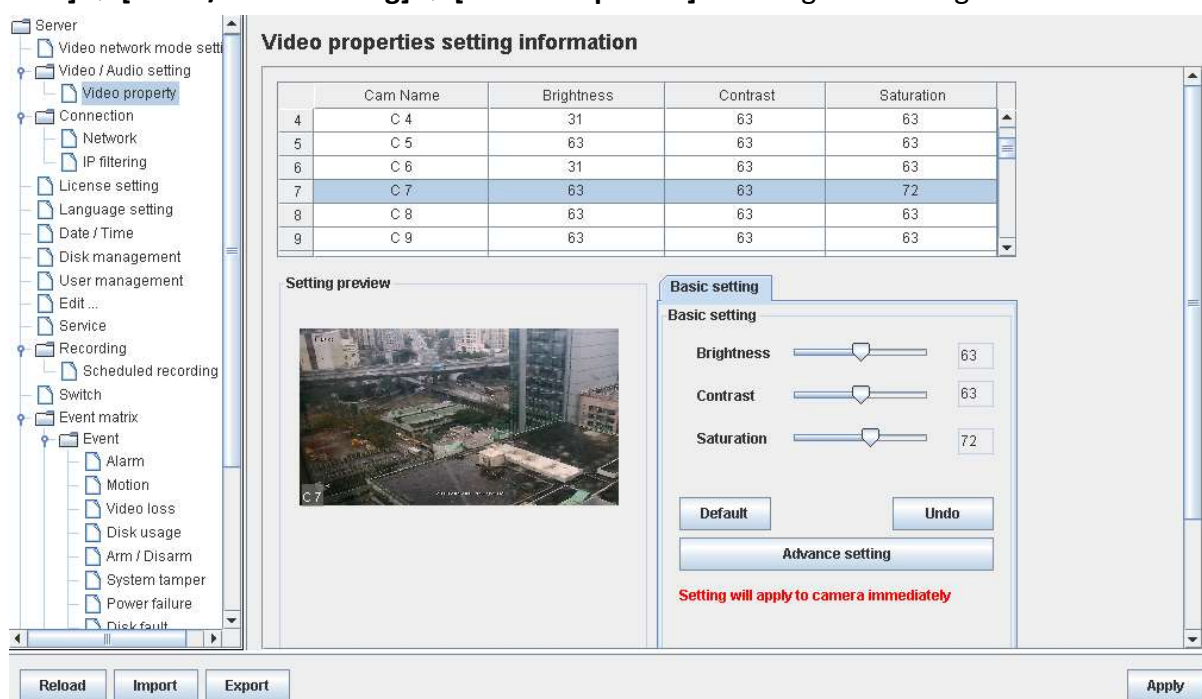 Server
Video network mode setti
Video / Audio setting
Video property
Connection
Network
IP filtering
License setting
Language setting
Date / Time
Disk management
User management
Edit ...
Service
Recording
Scheduled recording
Switch
Event matrix
Event
Alarm
Motion
Video loss
Disk usage
Arm / Disarm
System tamper
Power failure
Disk fault
Video properties setting information
Cam Name Brightness Contrast Saturation
4 C 4 31 63 63
5 C 5 63 63 63
6 C 6 31 63 63
7 C 7 63 63 72
8 C 8 63 63 63
9 C 9 63 63 63
Setting preview
C 7
Basic setting
Basic setting
Brightness 63
Contrast 63
Saturation 72
Default Undo
Advance setting
Setting will apply to camera immediately
Reload Import Export Apply